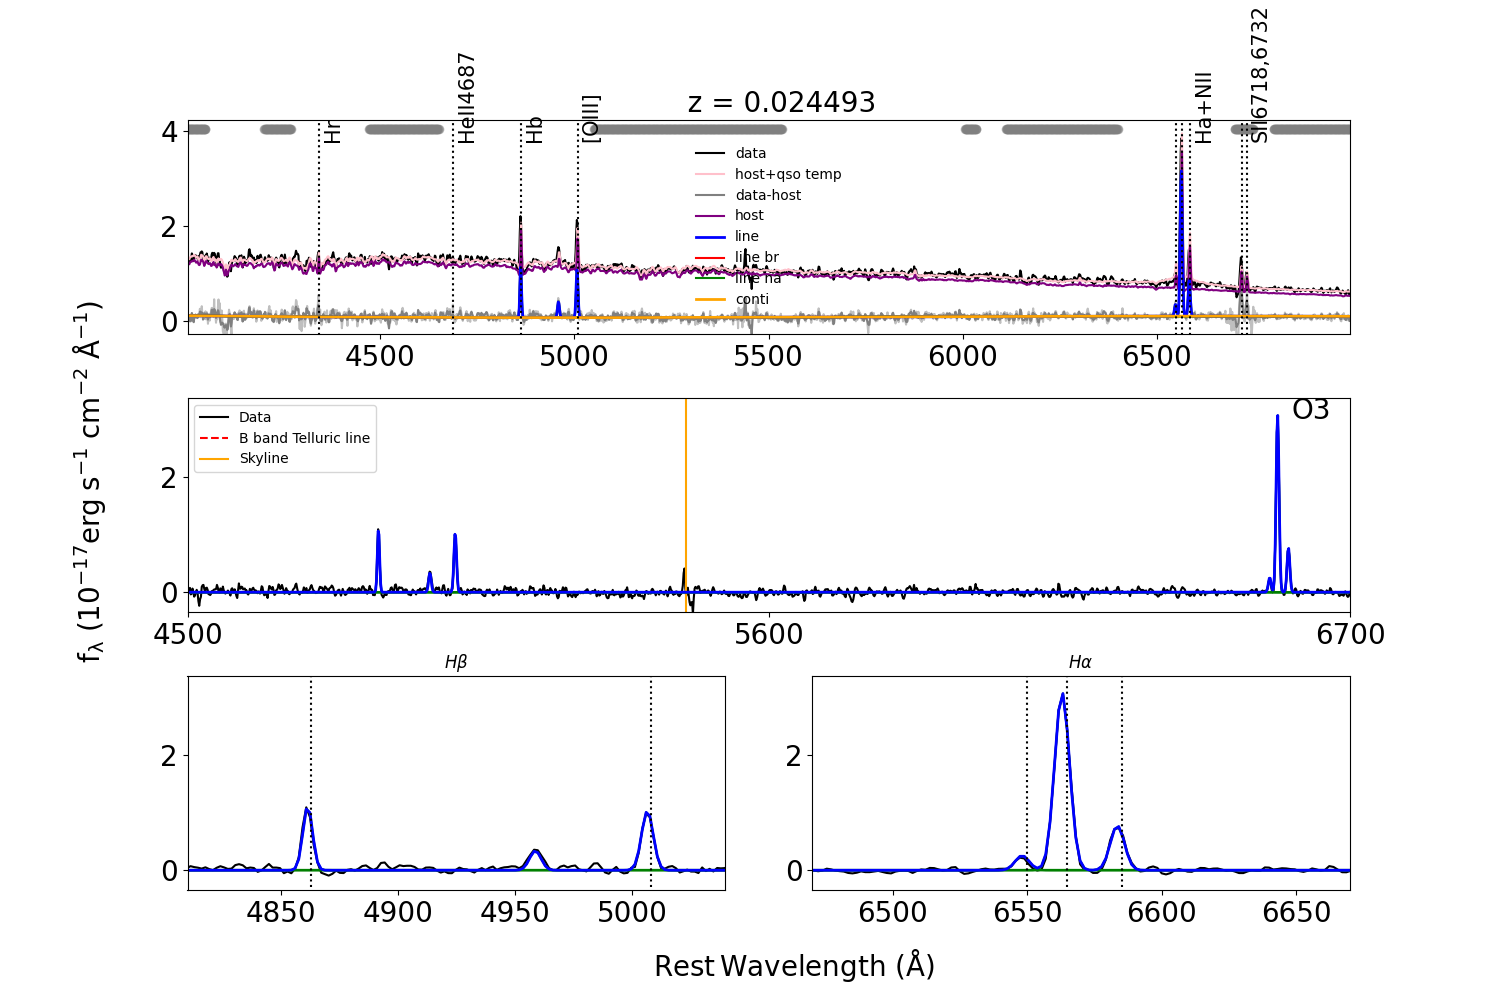 z = 0.024493
Hr
HeII4687
Hb
[OIII]
Ha+NII
SII6718,6732
4
2
0
data
host+qso temp
data-host
host
line
line br
line na
conti
4500
5000
5500
6000
6500
Data
B band Telluric line
Skyline
O3
2
0
4500
5600
6700
fλ (10⁻¹⁷erg s⁻¹ cm⁻² Å⁻¹)
Hβ
2
0
4850
4900
4950
5000
Hα
2
0
6500
6550
6600
6650
Rest Wavelength (Å)